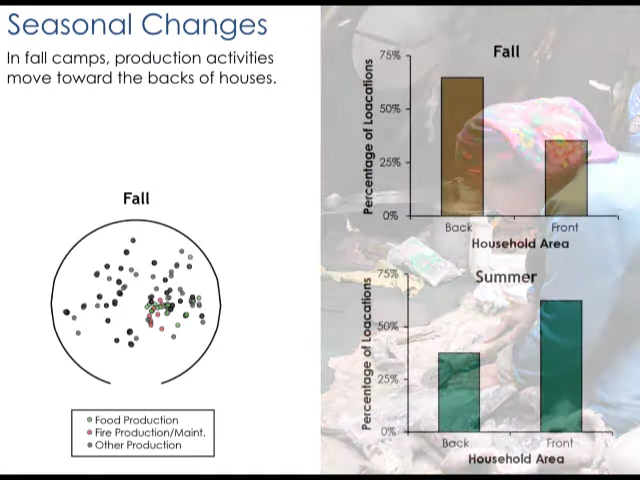 Seasonal Changes
In fall camps, production activities
move toward the backs of houses.
Fall
Food Production
Fire Production/Maint.
Other Production
Fall
Percentage of Loacations
75%
50%
25%
0%
Back
Front
Household Area
Summer
Percentage of Loacations
75%
50%
25%
0%
Back
Front
Household Area